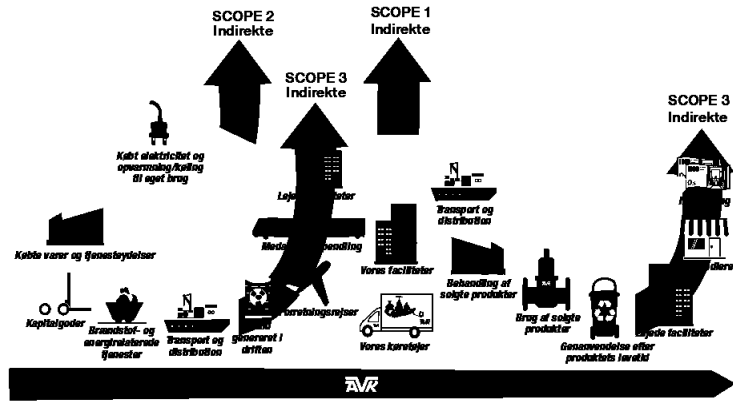 SCOPE 2
Indirekte
SCOPE 1
Indirekte
SCOPE 3
Indirekte
SCOPE 3
Indirekte
Købt elektricitet og
opvarmning/køling
til eget brug
Transport og
distribution
Købte varer og tjenesteydelser
Vores faciliteter
Behandling af
solgte produkter
Kapitalgoder
Brændstof- og
energirelaterede
tjenester
Transport og
distribution
genereret i
driften
Forretningsrejser
Vores køretøjer
Brug af solgte
produkter
Genanvendelse efter
produktets levetid
faciliteter
AVK